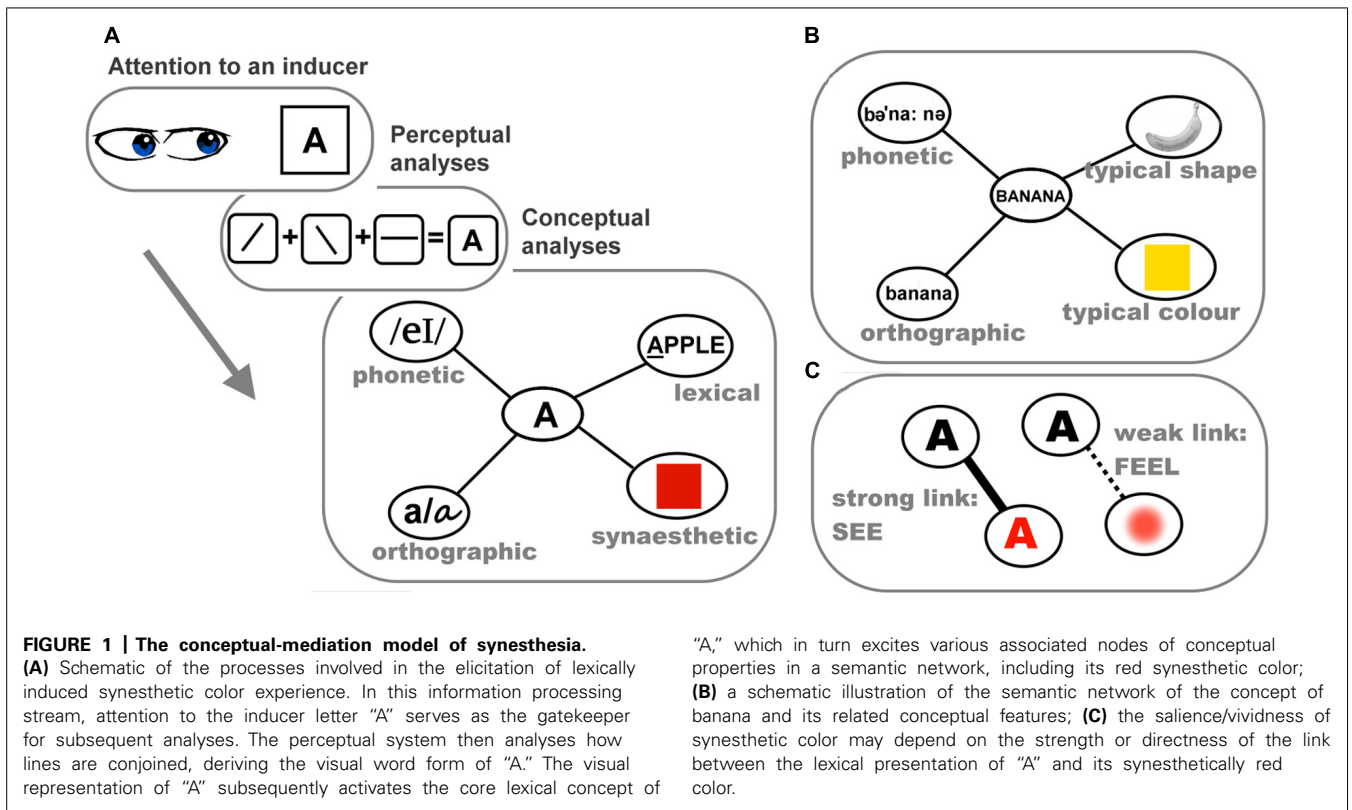 A
Attention to an inducer
A
Perceptual
analyses
+ + = A
Conceptual
analyses
/eI/
phonetic
APPLE
lexical
A
a/a
orthographic
synaesthetic
B
bə'na: nə
phonetic
typical shape
BANANA
banana
orthographic
typical colour
C
A
A
weak link:
FEEL
strong link:
SEE
A
FIGURE 1 | The conceptual-mediation model of synesthesia.
(A) Schematic of the processes involved in the elicitation of lexically
induced synesthetic color experience. In this information processing
stream, attention to the inducer letter “A” serves as the gatekeeper
for subsequent analyses. The perceptual system then analyses how
lines are conjoined, deriving the visual word form of “A.” The visual
representation of “A” subsequently activates the core lexical concept of
“A,” which in turn excites various associated nodes of conceptual
properties in a semantic network, including its red synesthetic color;
(B) a schematic illustration of the semantic network of the concept of
banana and its related conceptual features; (C) the salience/vividness of
synesthetic color may depend on the strength or directness of the link
between the lexical presentation of “A” and its synesthetically red
color.